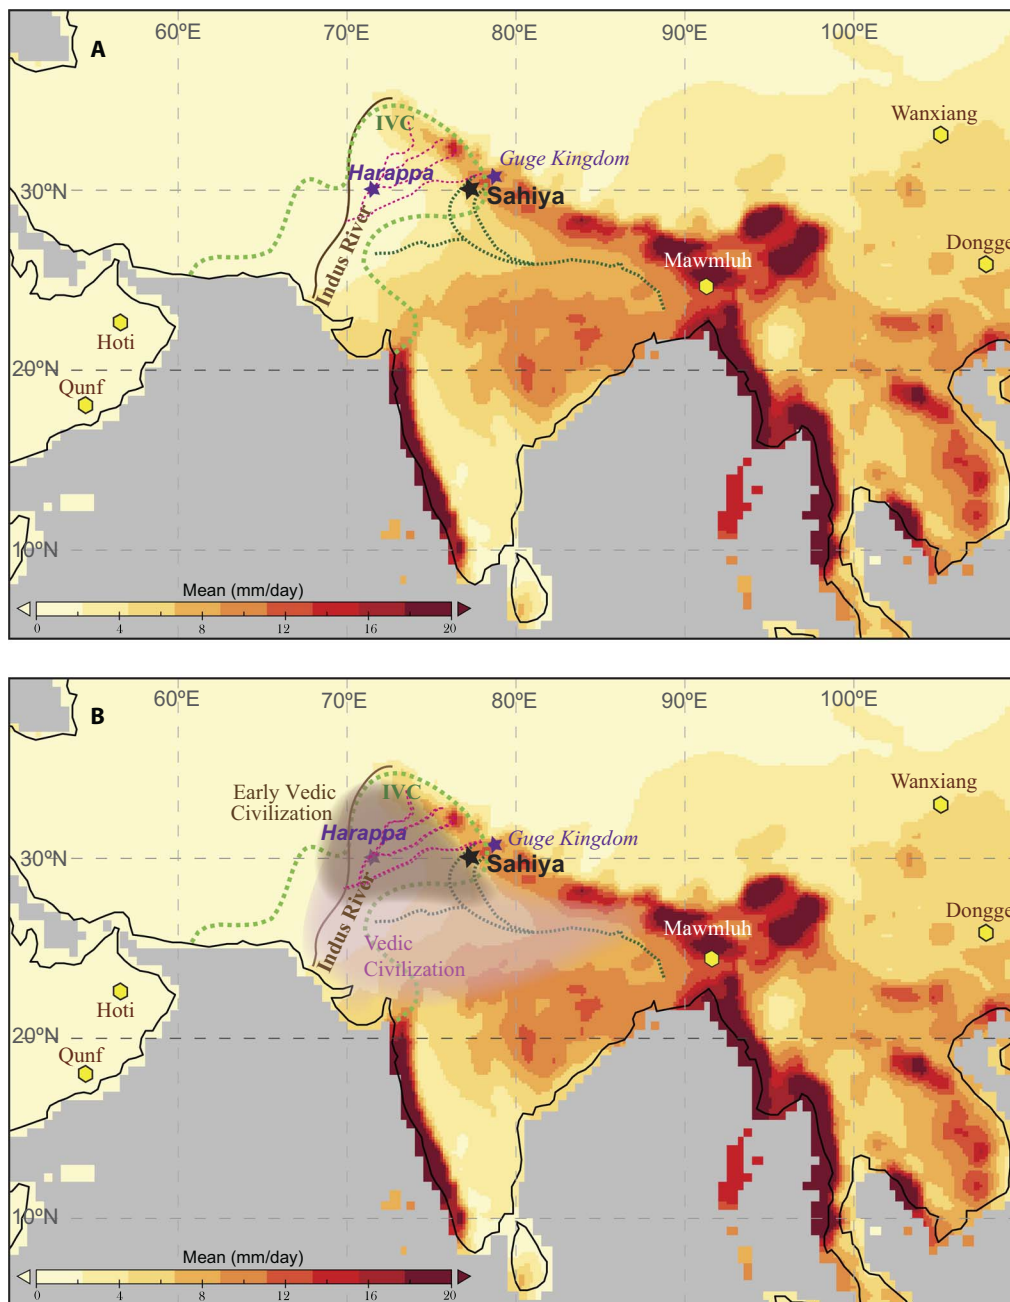 A
60ºE
70ºE
80ºE
90ºE
100ºE
Wanxiang
IVC
Guge Kingdom
Harappa
30ºN
Sahiya
Indus River
Dongge
Mawmluh
Hoti
20ºN
Qunf
10ºN
Mean (mm/day)
0 4 8 12 16 20
B
60ºE
70ºE
80ºE
90ºE
100ºE
Wanxiang
Early Vedic
Civilization
IVC
Harappa
Guge Kingdom
30ºN
Sahiya
Indus River
Dongge
Mawmluh
Vedic
Civilization
Hoti
20ºN
Qunf
10ºN
Mean (mm/day)
0 4 8 12 16 20